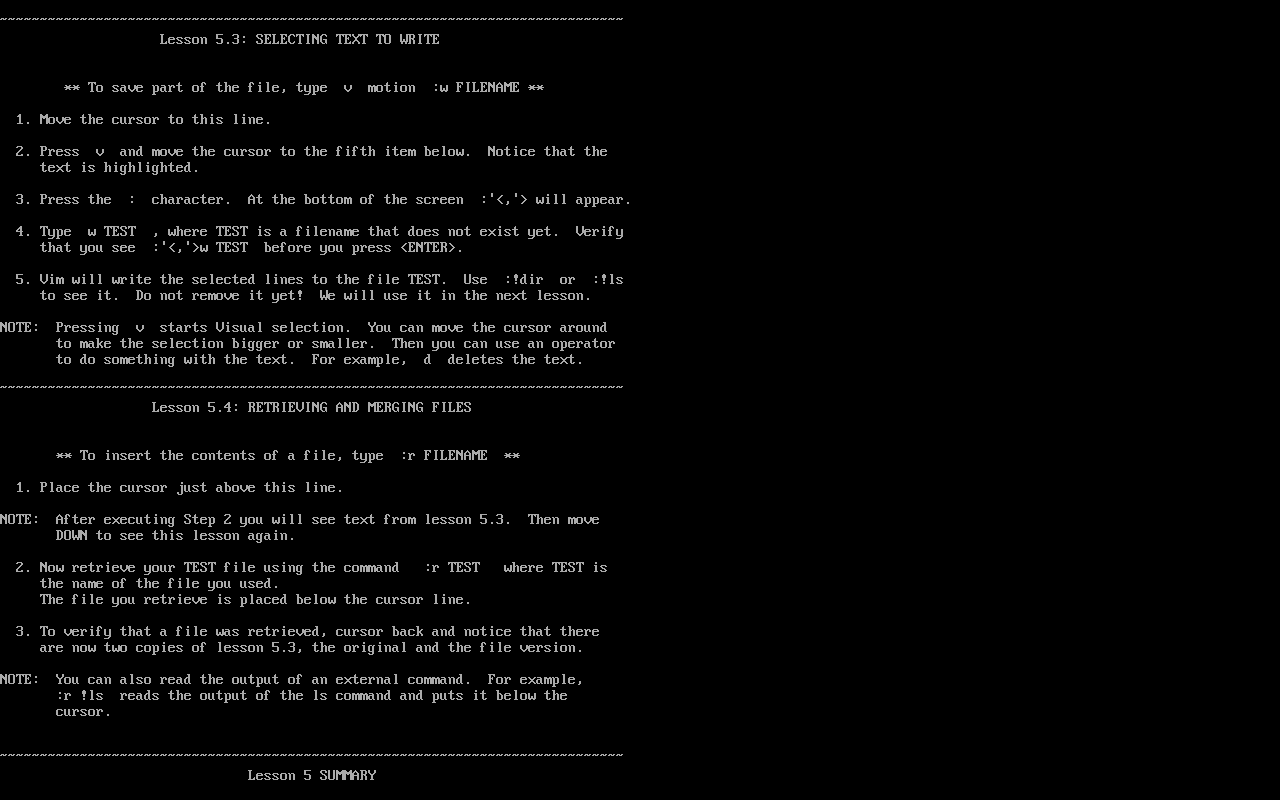 ~~~~~~~~~~~~~~~~~~~~~~~~~~~~~~~~~~~~~~~~~~~~~~~~~~~~~~~~~~~~~~~~~~~~~~~~~~~~~~
                    Lesson 5.3: SELECTING TEXT TO WRITE
        ** To save part of the file, type  v  motion  :w FILENAME **
  1. Move the cursor to this line.
  2. Press  v  and move the cursor to the fifth item below.  Notice that the
     text is highlighted.
  3. Press the  :  character.  At the bottom of the screen  :'<,'> will appear.
  4. Type  w TEST  , where TEST is a filename that does not exist yet.  Verify
     that you see  :'<,'>w TEST  before you press <ENTER>.
  5. Vim will write the selected lines to the file TEST.  Use  :!dir  or  :!ls
     to see it.  Do not remove it yet!  We will use it in the next lesson.
NOTE:  Pressing  v  starts Visual selection.  You can move the cursor around
       to make the selection bigger or smaller.  Then you can use an operator
       to do something with the text.  For example,  d  deletes the text.
~~~~~~~~~~~~~~~~~~~~~~~~~~~~~~~~~~~~~~~~~~~~~~~~~~~~~~~~~~~~~~~~~~~~~~~~~~~~~~
                   Lesson 5.4: RETRIEVING AND MERGING FILES
       ** To insert the contents of a file, type  :r FILENAME  **
  1. Place the cursor just above this line.
NOTE:  After executing Step 2 you will see text from lesson 5.3.  Then move
       DOWN to see this lesson again.
  2. Now retrieve your TEST file using the command   :r TEST   where TEST is
     the name of the file you used.
     The file you retrieve is placed below the cursor line.
  3. To verify that a file was retrieved, cursor back and notice that there
     are now two copies of lesson 5.3, the original and the file version.
NOTE:  You can also read the output of an external command.  For example,
       :r !ls  reads the output of the ls command and puts it below the
       cursor.
~~~~~~~~~~~~~~~~~~~~~~~~~~~~~~~~~~~~~~~~~~~~~~~~~~~~~~~~~~~~~~~~~~~~~~~~~~~~~~
                               Lesson 5 SUMMARY